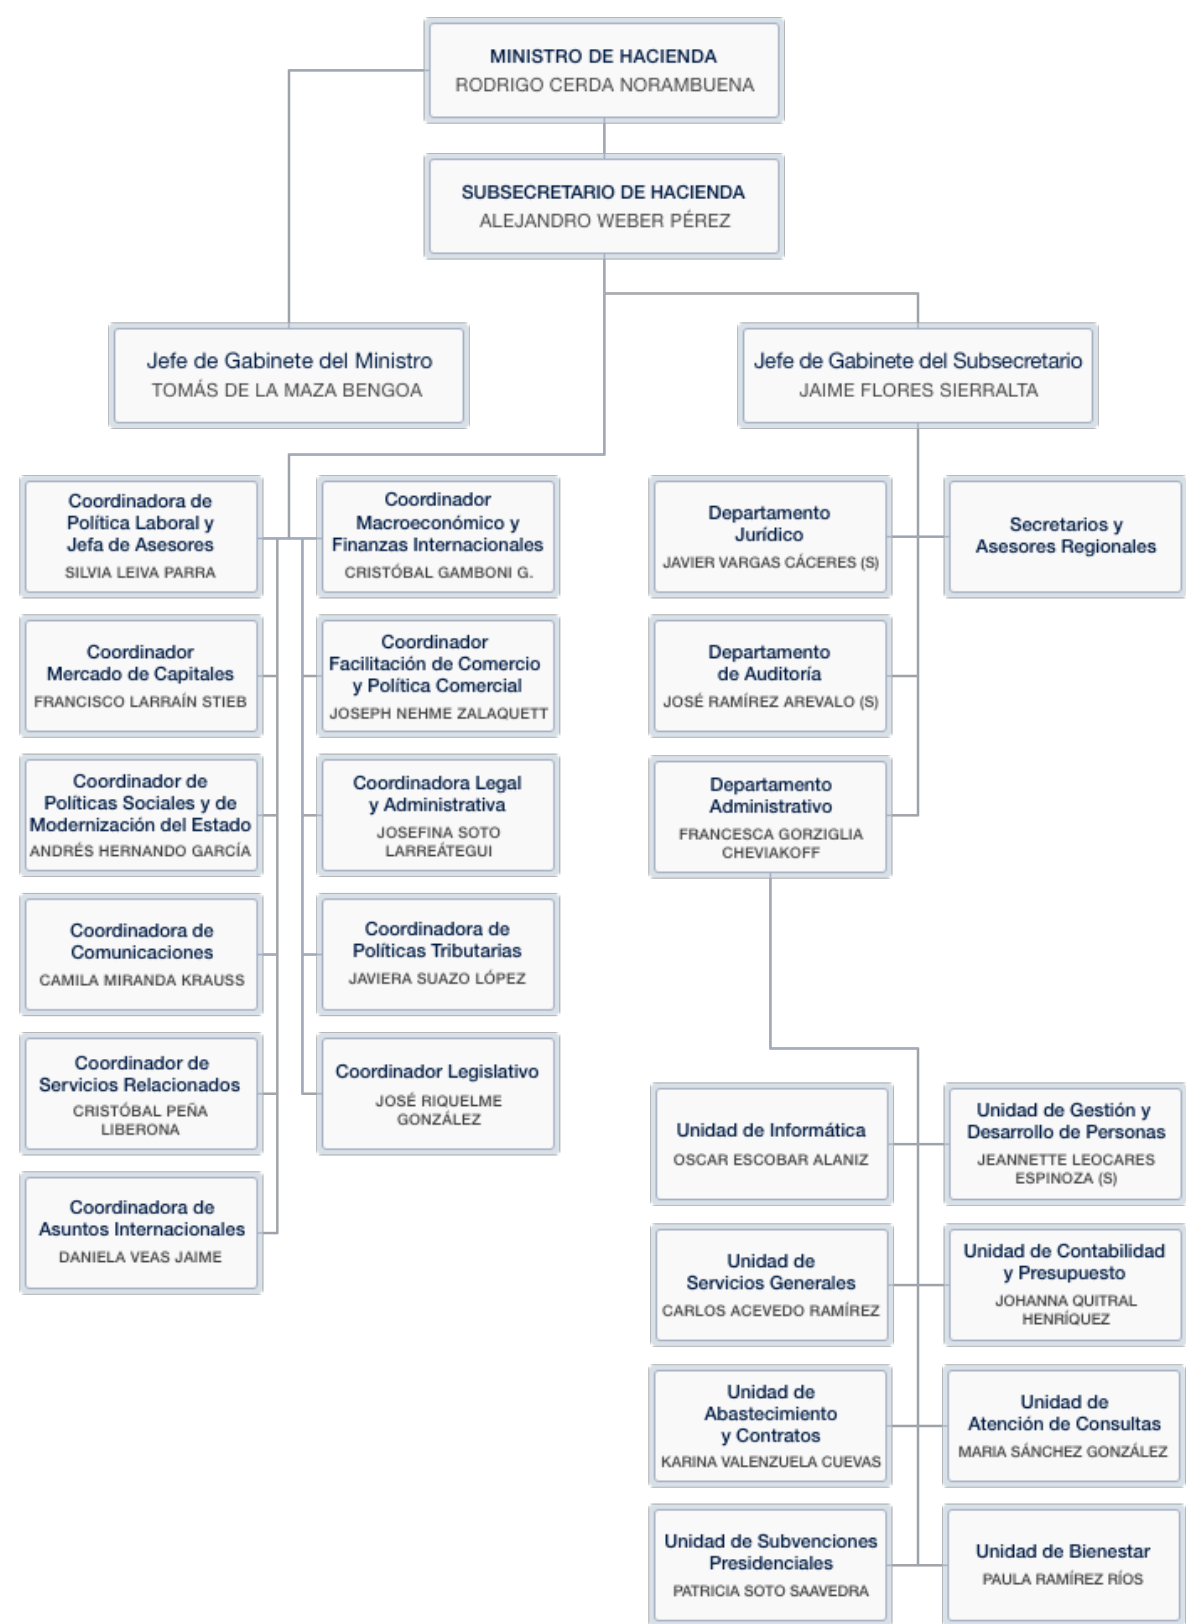 MINISTRO DE HACIENDA
RODRIGO CERDA NORAMBUENA
SUBSECRETARIO DE HACIENDA
ALEJANDRO WEBER PÉREZ
Jefe de Gabinete del Ministro
TOMÁS DE LA MAZA BENGOA
Jefe de Gabinete del Subsecretario
JAIME FLORES SIERRALTA
Coordinadora de
Política Laboral y
Jefa de Asesores
SILVIA LEIVA PARRA
Coordinador
Macroeconómico y
Finanzas Internacionales
CRISTÓBAL GAMBONI G.
Coordinador
Mercado de Capitales
FRANCISCO LARRAÍN STIEB
Coordinador
Facilitación de Comercio
y Política Comercial
JOSEPH NEHME ZALAQUETT
Coordinador de
Políticas Sociales y de
Modernización del Estado
ANDRÉS HERNANDO GARCÍA
Coordinadora Legal
y Administrativa
JOSEFINA SOTO
LARREÁTEGUI
Coordinadora de
Comunicaciones
CAMILA MIRANDA KRAUSS
Coordinadora de
Políticas Tributarias
JAVIERA SUAZO LÓPEZ
Coordinador de
Servicios Relacionados
CRISTÓBAL PEÑA
LIBERONA
Coordinador Legislativo
JOSÉ RIQUELME
GONZÁLEZ
Coordinadora de
Asuntos Internacionales
DANIELA VEAS JAIME
Departamento
Jurídico
JAVIER VARGAS CÁCERES (S)
Secretarios y
Asesores Regionales
Departamento
de Auditoría
JOSÉ RAMÍREZ AREVALO (S)
Departamento
Administrativo
FRANCESCA GORZIGLIA
CHEVIAKOFF
Unidad de Informática
OSCAR ESCOBAR ALANIZ
Unidad de Gestión y
Desarrollo de Personas
JEANNETTE LEOCARES
ESPINOZA (S)
Unidad de
Servicios Generales
CARLOS ACEVEDO RAMÍREZ
Unidad de Contabilidad
y Presupuesto
JOHANNA QUITRAL
HENRÍQUEZ
Unidad de
Abastecimiento
y Contratos
KARINA VALENZUELA CUEVAS
Unidad de
Atención de Consultas
MARIA SÁNCHEZ GONZÁLEZ
Unidad de Subvenciones
Presidenciales
PATRICIA SOTO SAAVEDRA
Unidad de Bienestar
PAULA RAMÍREZ RÍOS